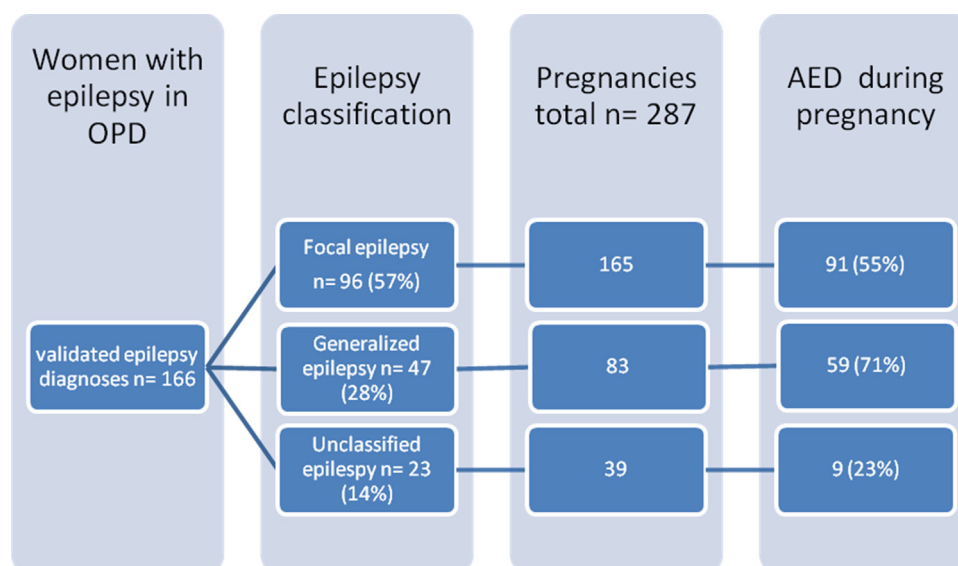 Women with
epilepsy in
OPD
Epilepsy
classification
Pregnancies
total n= 287
AED during
pregnancy
validated epilepsy
diagnoses n= 166
Focal epilepsy
n= 96 (57%)
165
91 (55%)
Generalized
epilepsy n= 47
(28%)
83
59 (71%)
Unclassified
epilespy n= 23
(14%)
39
9 (23%)